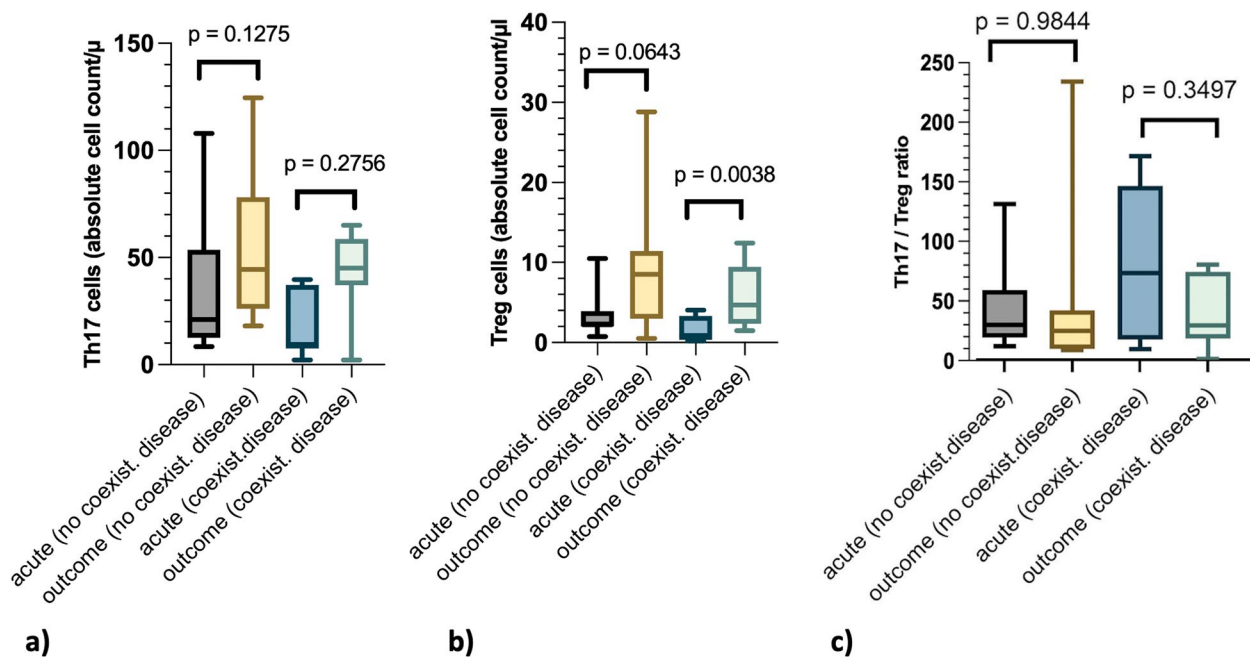 Th17 cells (absolute cell count/μ
150
100
50
0
p = 0.1275
p = 0.2756
acute (no coexist. disease)
outcome (no coexist. disease)
acute (coexist.disease)
outcome (coexist. disease)
a)
Treg cells (absolute cell count/μl
40
30
20
10
0
p = 0.0643
p = 0.0038
acute (no coexist. disease)
outcome (no coexist. disease)
acute (coexist. disease)
outcome (coexist. disease)
b)
Th17 / Treg ratio
250
200
150
100
50
0
p = 0.9844
p = 0.3497
acute (no coexist.disease)
outcome (no coexist.disease)
acute (coexist. disease)
outcome (coexist. disease)
c)